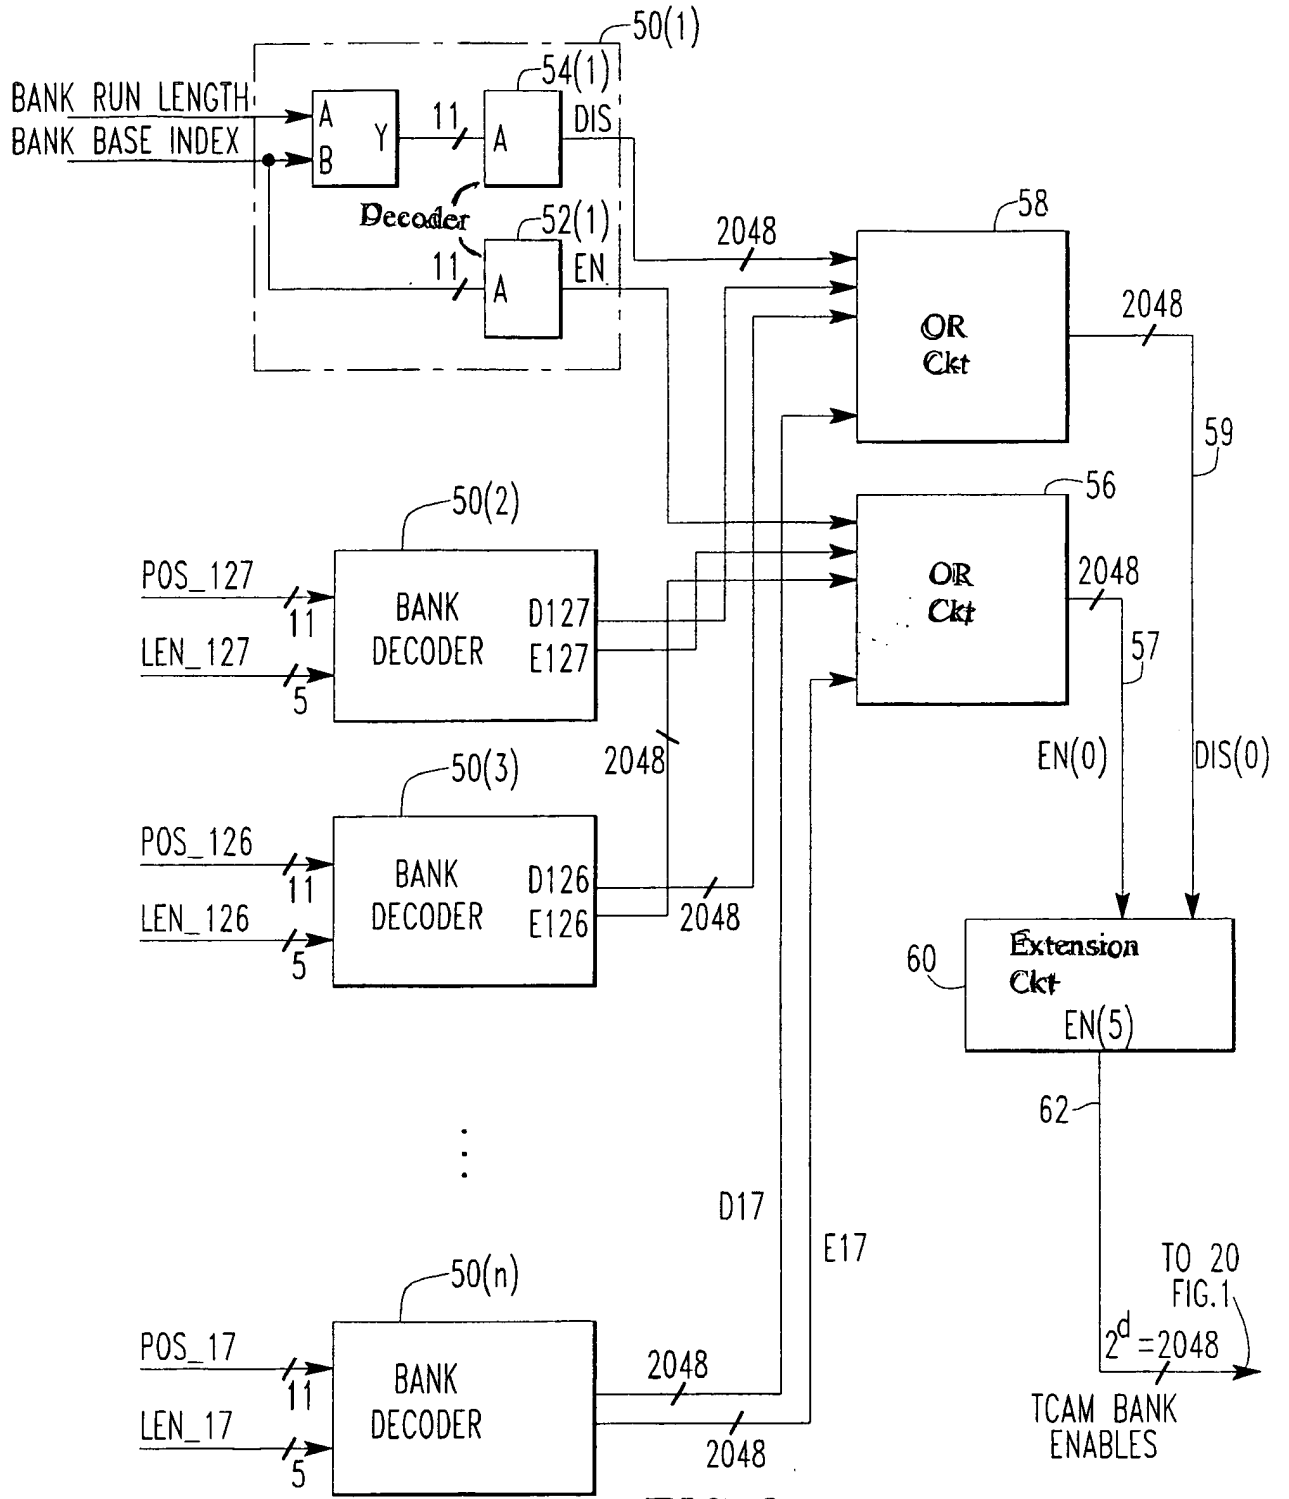 50(1)
54(1)
BANK RUN LENGTH
A
Y
11
A
DIS
BANK BASE INDEX
B
Decoder
52(1)
11
A
EN
2048
58
OR
Ckt
2048
59
50(2)
56
POS_127
11
BANK
DECODER
D127
E127
LEN_127
5
OR
Ckt
2048
57
2048
EN(0)
DIS(0)
50(3)
POS_126
11
BANK
DECODER
D126
E126
LEN_126
5
2048
60
Extension
Ckt
EN(5)
62
D17
E17
TO 20
FIG.1
50(n)
POS_17
11
BANK
DECODER
LEN_17
5
2048
2048
2^d =2048
TCAM BANK
ENABLES